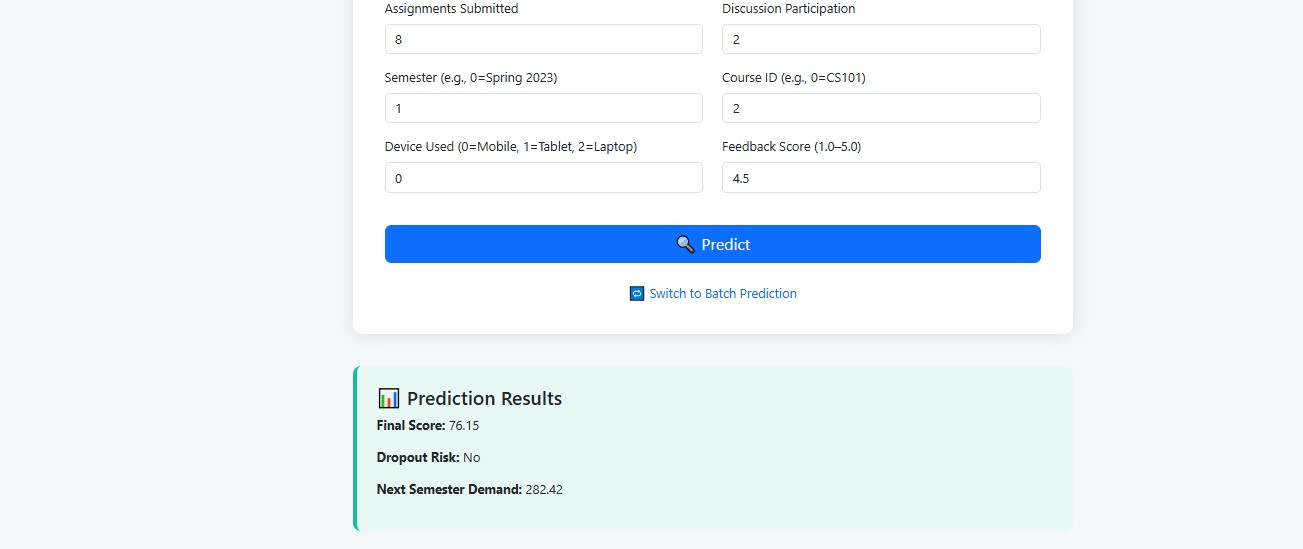 Assignments Submitted
Discussion Participation
8
2
Semester (e.g., 0=Spring 2023)
Course ID (e.g., 0=CS101)
1
2
Device Used (0=Mobile, 1=Tablet, 2=Laptop)
Feedback Score (1.0–5.0)
0
4.5
Predict
Switch to Batch Prediction
Prediction Results
Final Score: 76.15
Dropout Risk: No
Next Semester Demand: 282.42